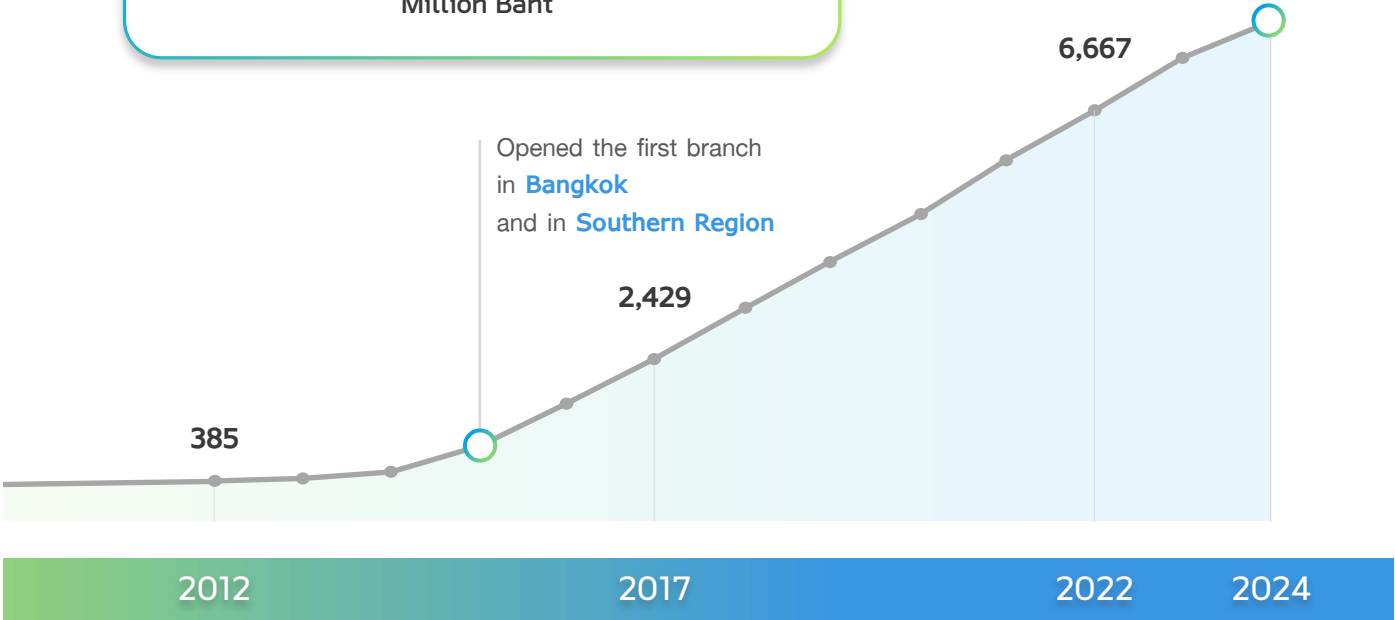 Million Baht
6,667
Opened the first branch
in Bangkok
and in Southern Region
2,429
385
2012 2017 2022 2024